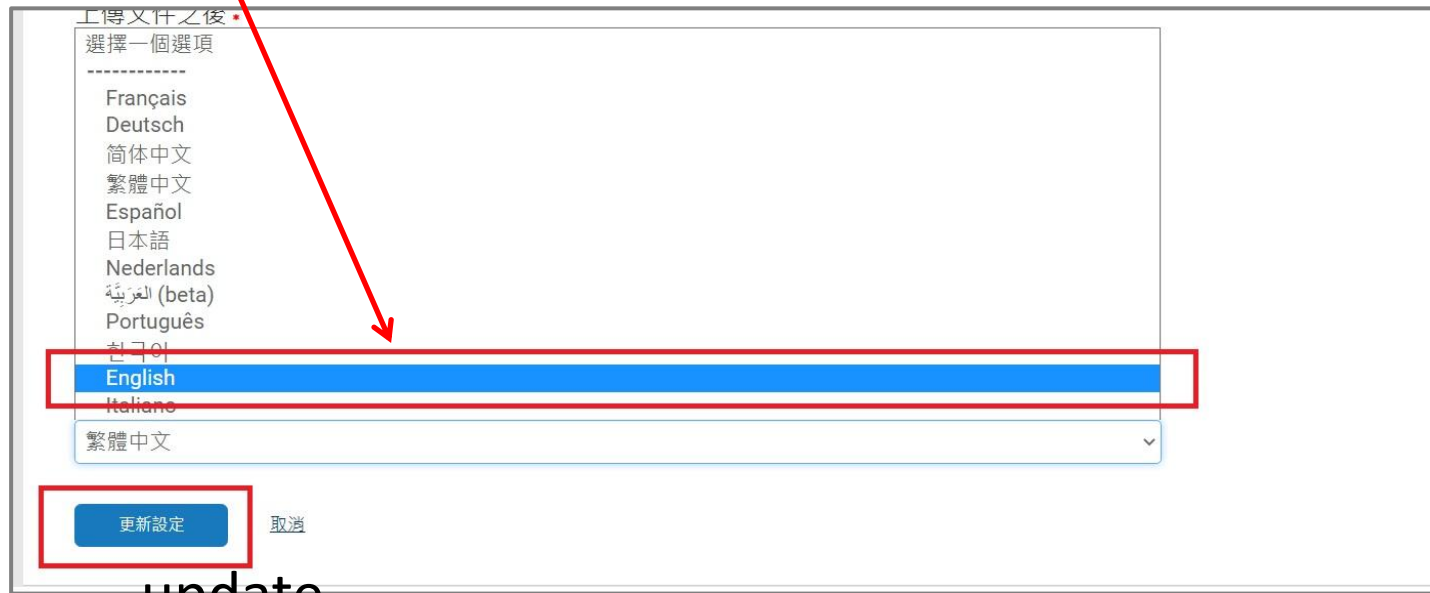 上傳文件之後 *
選擇一個選項
------------
Français
Deutsch
简体中文
繁體中文
Español
日本語
Nederlands
العَرَبِيَّة (beta)
Português
한국어
English
Italiano
繁體中文
更新設定 取消
update